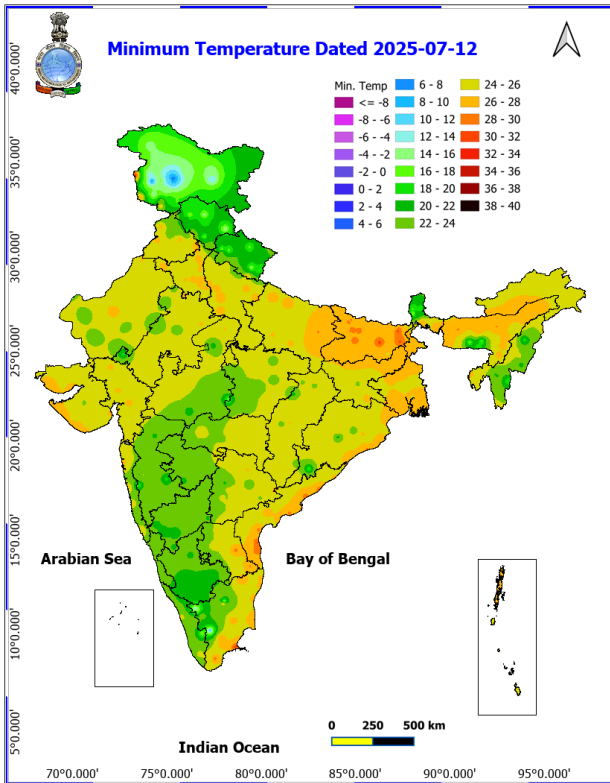 Minimum Temperature Dated 2025-07-12
Min. Temp
<= -8
-8 - -6
-6 - -4
-4 - -2
-2 - 0
0 - 2
2 - 4
4 - 6
6 - 8
8 - 10
10 - 12
12 - 14
14 - 16
16 - 18
18 - 20
20 - 22
22 - 24
24 - 26
26 - 28
28 - 30
30 - 32
32 - 34
34 - 36
36 - 38
38 - 40
40°0.000'
35°0.000'
30°0.000'
25°0.000'
20°0.000'
15°0.000'
10°0.000'
5°0.000'
Arabian Sea
Bay of Bengal
0 250 500 km
Indian Ocean
70°0.000' 75°0.000' 80°0.000' 85°0.000' 90°0.000' 95°0.000'